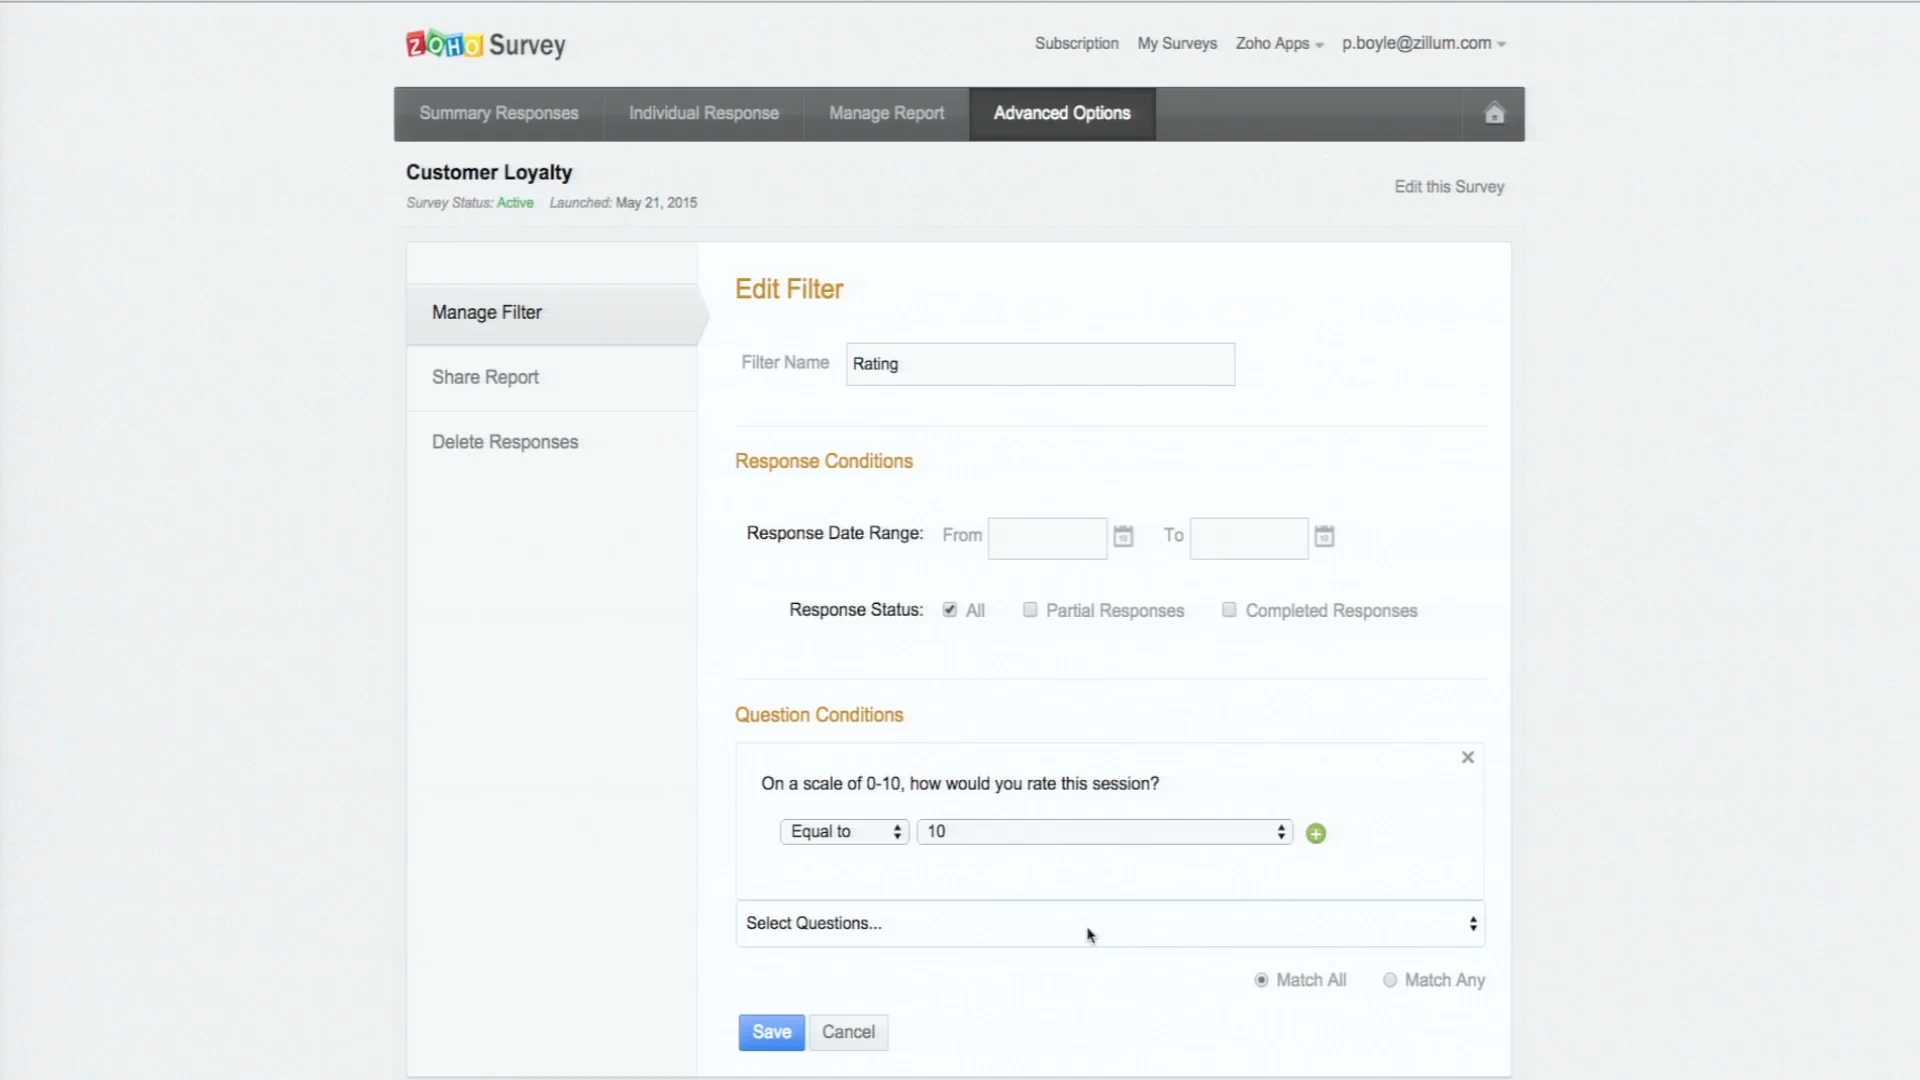 ZOHO Survey
Subscription My Surveys Zoho Apps p.boyle@zillum.com
Summary Responses Individual Response Manage Report Advanced Options
Customer Loyalty
Survey Status: Active Launched: May 21, 2015
Edit this Survey
Manage Filter
Share Report
Delete Responses
Edit Filter
Filter Name Rating
Response Conditions
Response Date Range: From To
Response Status: All Partial Responses Completed Responses
Question Conditions
On a scale of 0-10, how would you rate this session?
Equal to 10
Select Questions...
Match All Match Any
Save Cancel